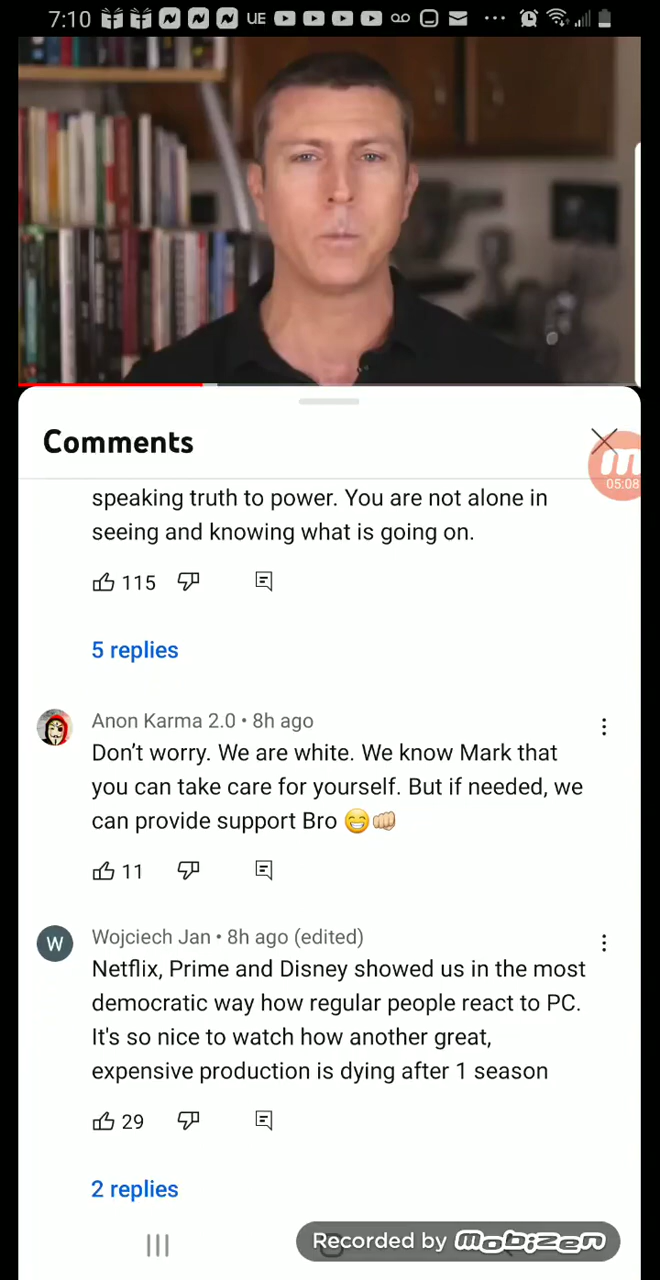 7:10 UE
Comments
05:08
speaking truth to power. You are not alone in
seeing and knowing what is going on.
115
5 replies
Anon Karma 2.0 • 8h ago
Don’t worry. We are white. We know Mark that
you can take care for yourself. But if needed, we
can provide support Bro 😁👊🏼
11
W
Wojciech Jan • 8h ago (edited)
Netflix, Prime and Disney showed us in the most
democratic way how regular people react to PC.
It's so nice to watch how another great,
expensive production is dying after 1 season
29
2 replies
Recorded by mobizen